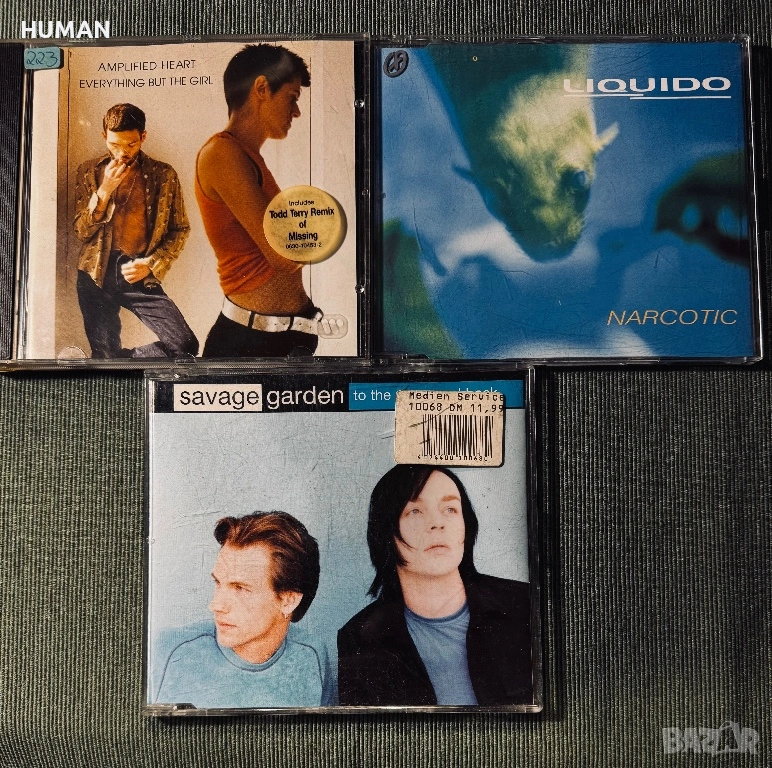 HUMAN
223
AMPLIFIED HEART
EVERYTHING BUT THE GIRL
Includes
Todd Terry Remix
of
Missing
LIQUIDO
NARCOTIC
savage garden to the
Medien Service
10068 DM 11,99
BAZAR